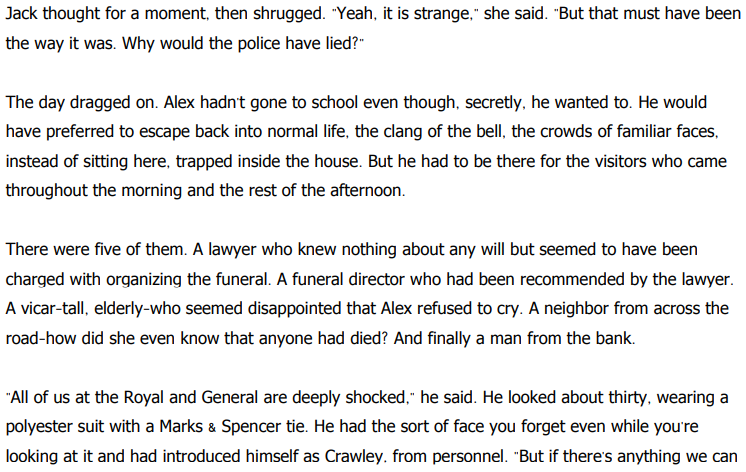 Jack thought for a moment, then shrugged. "Yeah, it is strange," she said. "But that must have been
the way it was. Why would the police have lied?"
The day dragged on. Alex hadn't gone to school even though, secretly, he wanted to. He would
have preferred to escape back into normal life, the clang of the bell, the crowds of familiar faces,
instead of sitting here, trapped inside the house. But he had to be there for the visitors who came
throughout the morning and the rest of the afternoon.
There were five of them. A lawyer who knew nothing about any will but seemed to have been
charged with organizing the funeral. A funeral director who had been recommended by the lawyer.
A vicar-tall, elderly-who seemed disappointed that Alex refused to cry. A neighbor from across the
road-how did she even know that anyone had died? And finally a man from the bank.
"All of us at the Royal and General are deeply shocked," he said. He looked about thirty, wearing a
polyester suit with a Marks & Spencer tie. He had the sort of face you forget even while you're
looking at it and had introduced himself as Crawley, from personnel. "But if there's anything we can